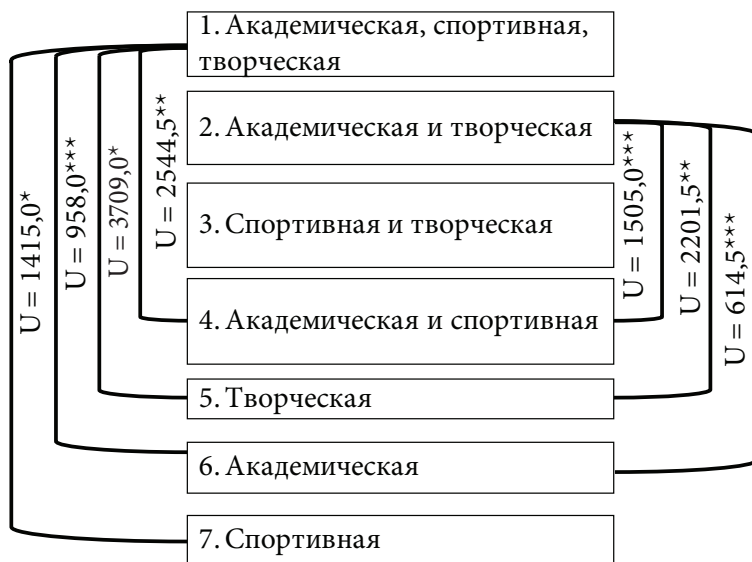 1. Академическая, спортивная,
творческая
2. Академическая и творческая
3. Спортивная и творческая
4. Академическая и спортивная
5. Творческая
6. Академическая
7. Спортивная
U = 1415,0*
U = 958,0***
U = 3709,0*
U = 2544,5**
U = 1505,0***
U = 2201,5**
U = 614,5***